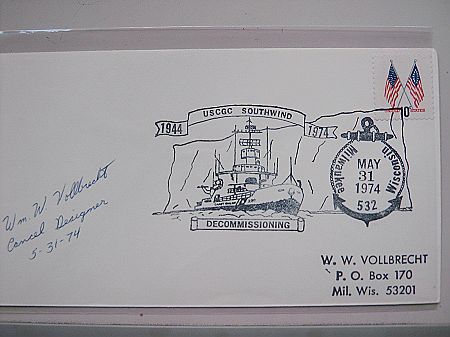 USCGC SOUTHWIND
1944
1974
DECOMMISSIONING
10c
Milwaukee Wisconsin
MAY
31
1974
532
Wm. W Vollbrecht
Cancel Designer
5-31-74
W. W. VOLLBRECHT
P. O. Box 170
Mil. Wis. 53201